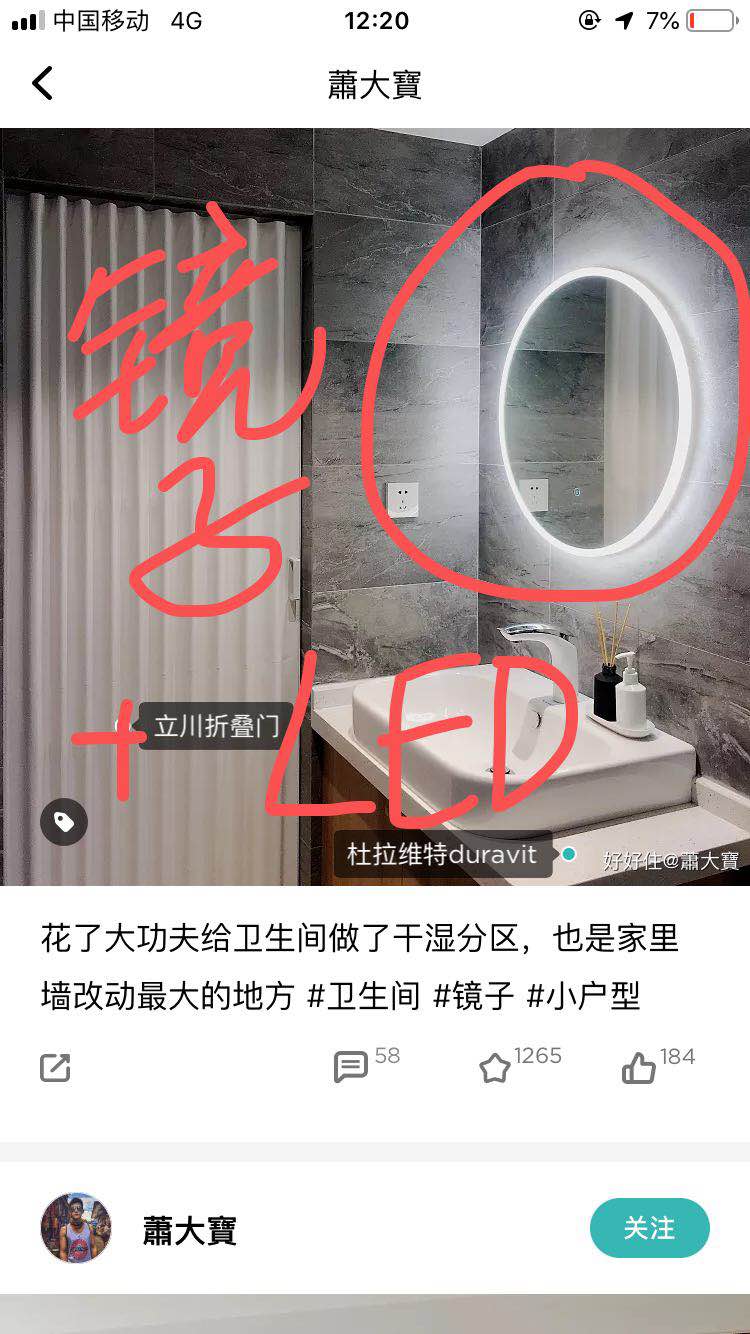 中国移动 4G 12:20 7%
蕭大寶
镜
子
+ LED
立川折叠门
杜拉维特duravit
好好住@蕭大寶
花了大功夫给卫生间做了干湿分区，也是家里
墙改动最大的地方 #卫生间 #镜子 #小户型
58 1265 184
蕭大寶
关注